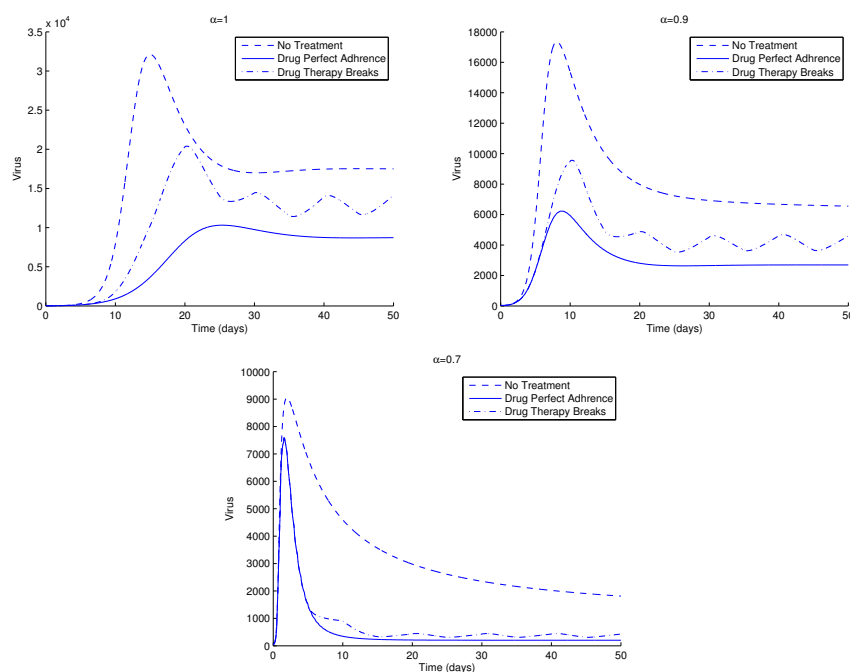 α=1
x 10⁴
3.5
3
2.5
2
1.5
1
0.5
0
Virus
0 10 20 30 40 50
Time (days)
No Treatment
Drug Perfect Adhrence
Drug Therapy Breaks
α=0.9
18000
16000
14000
12000
10000
8000
6000
4000
2000
0
Virus
0 10 20 30 40 50
Time (days)
No Treatment
Drug Perfect Adhrence
Drug Therapy Breaks
α=0.7
10000
9000
8000
7000
6000
5000
4000
3000
2000
1000
0
Virus
0 10 20 30 40 50
Time (days)
No Treatment
Drug Perfect Adhrence
Drug Therapy Breaks